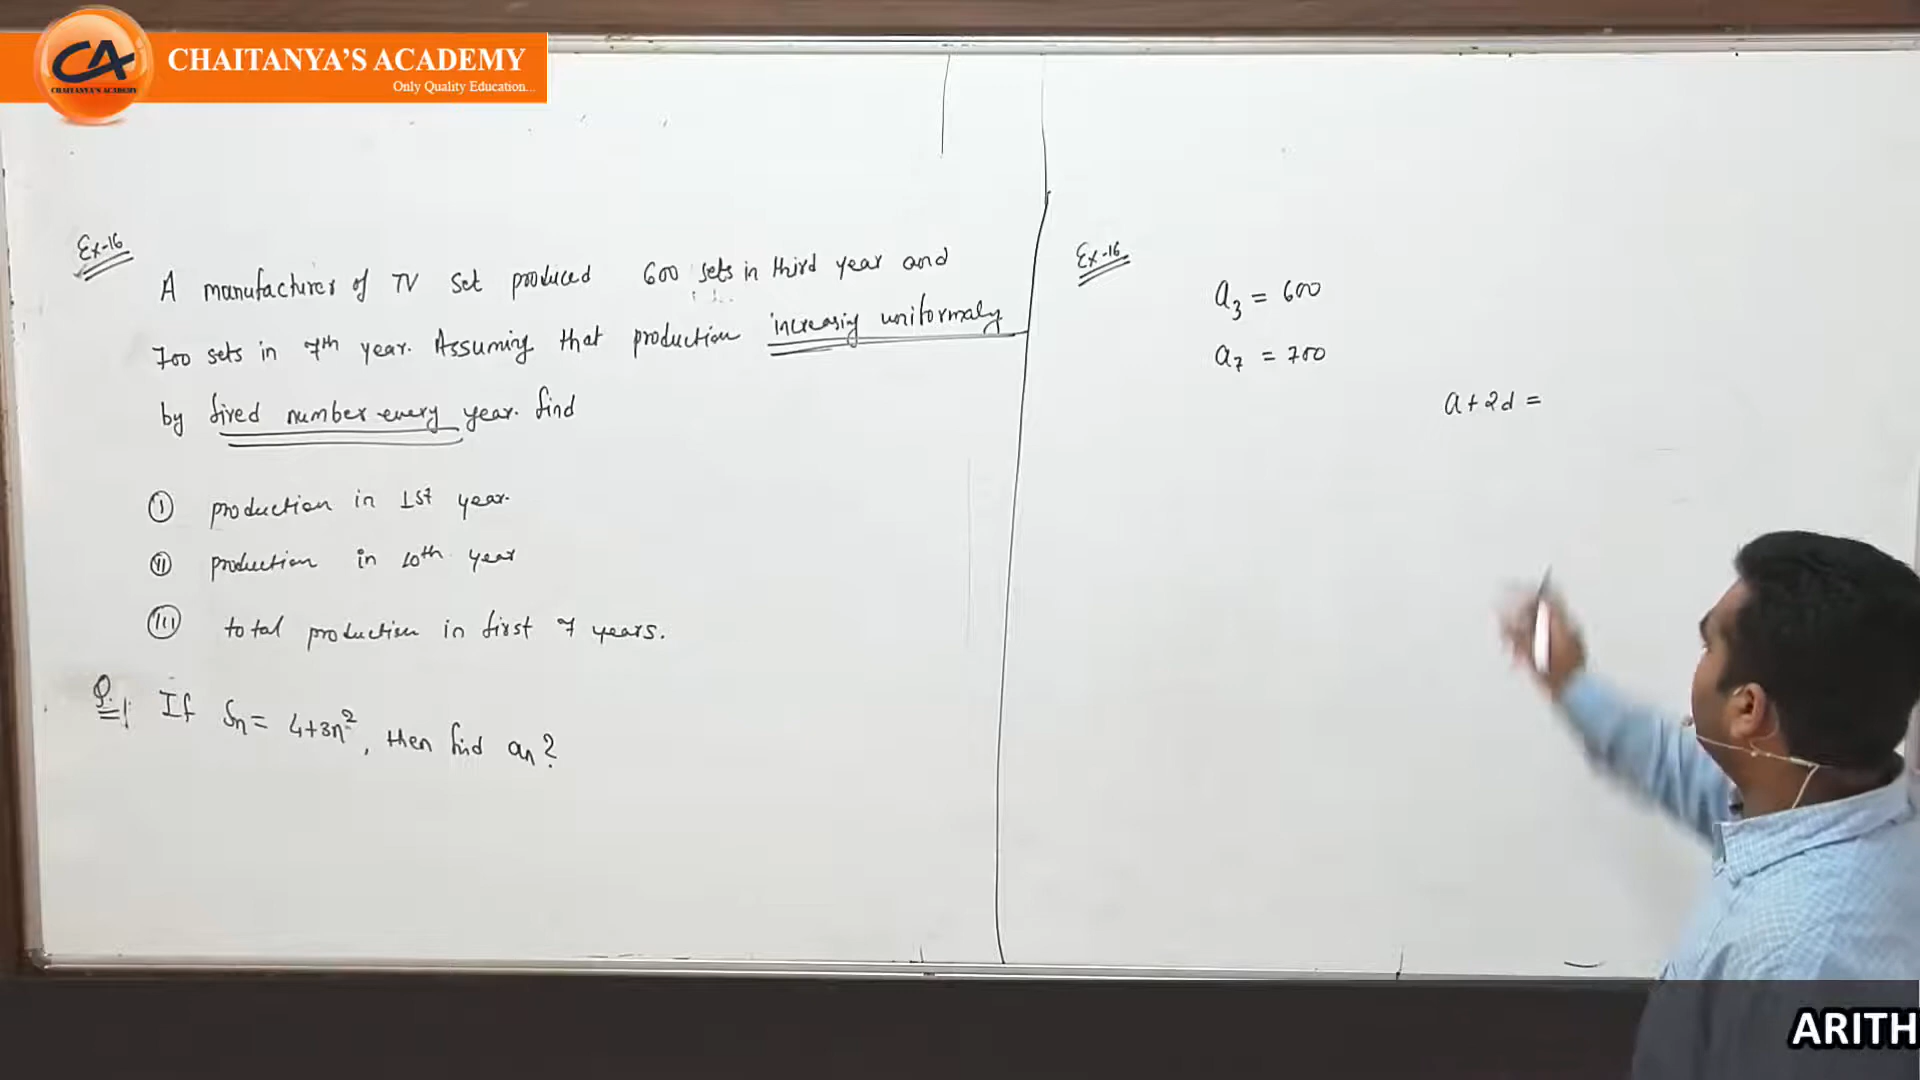 CHAITANYA'S ACADEMY
Only Quality Education...
CA
CHAITANYA'S ACADEMY
Ex-16
A manufacturer of TV set produced 600 sets in third year and
700 sets in 7th year. Assuming that production increasing uniformaly
by fixed number every year. find
(I) production in 1st year.
(II) production in 10th year
(III) total production in first 7 years.
Q.1 If Sn = 4+3n², then find an?
Ex-16
a3 = 600
a7 = 700
a+2d =
ARITH